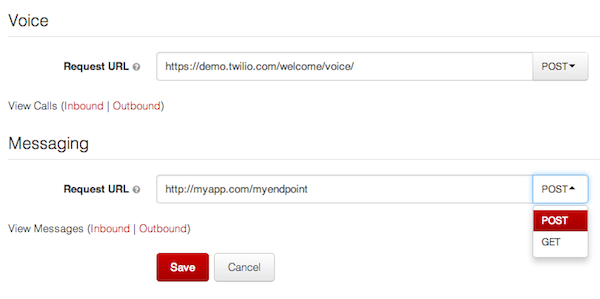 Voice
Request URL ? https://demo.twilio.com/welcome/voice/ POST
View Calls (Inbound | Outbound)
Messaging
Request URL ? http://myapp.com/myendpoint POST
POST
View Messages (Inbound | Outbound)
GET
Save Cancel